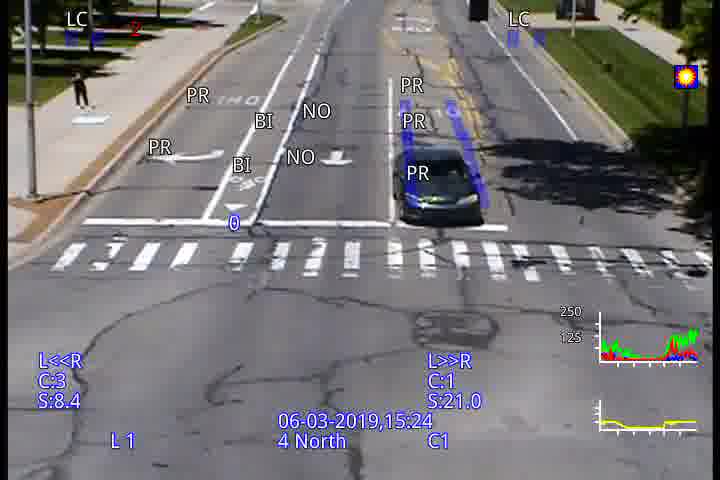 LC
LC
2
PR
PR
NO
BI
PR
PR
NO
BI
PR
0
250
125
L<<R
C:3
S:8.4
L>>R
C:1
S:21.0
06-03-2019,15:24
L 1
4 North
C1